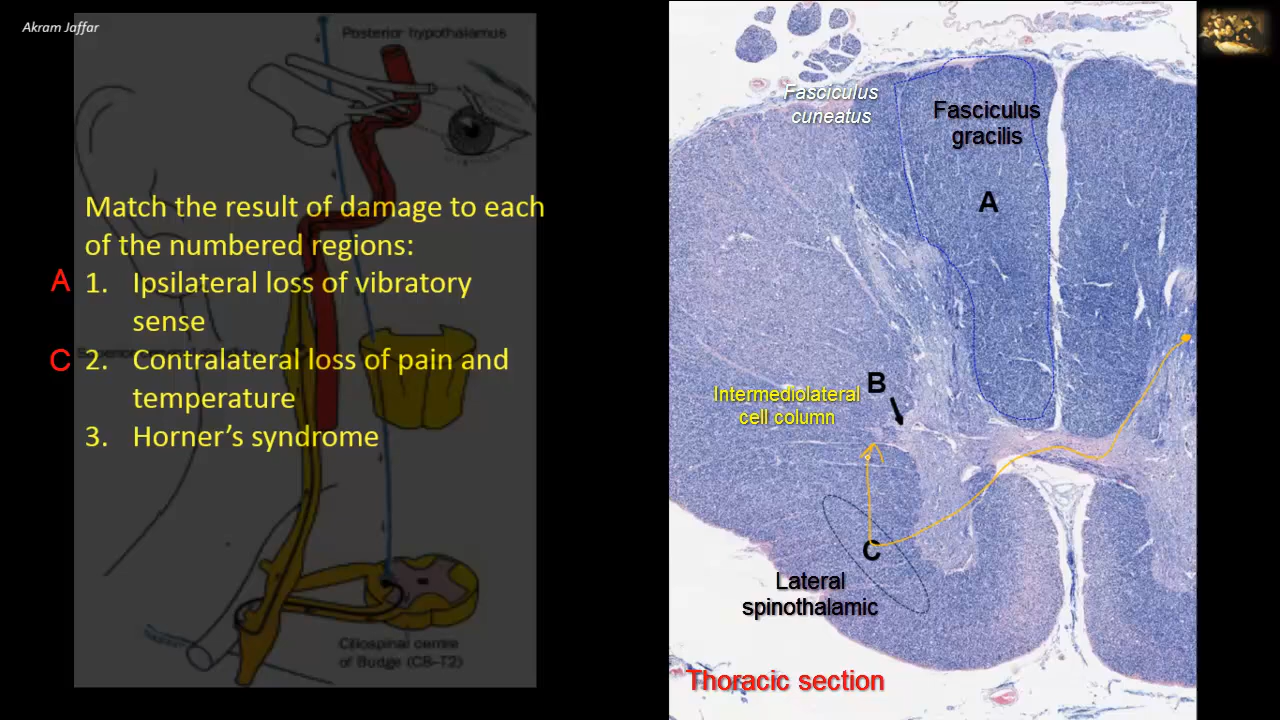 Akram Jaffar
Posterior hypothalamus
Match the result of damage to each
of the numbered regions:
A 1. Ipsilateral loss of vibratory
sense
C 2. Contralateral loss of pain and
temperature
3. Horner's syndrome
Ciliospinal centre
of Budge (C8-T2)
Fasciculus
cuneatus
Fasciculus
gracilis
A
B
Intermediolateral
cell column
C
Lateral
spinothalamic
Thoracic section